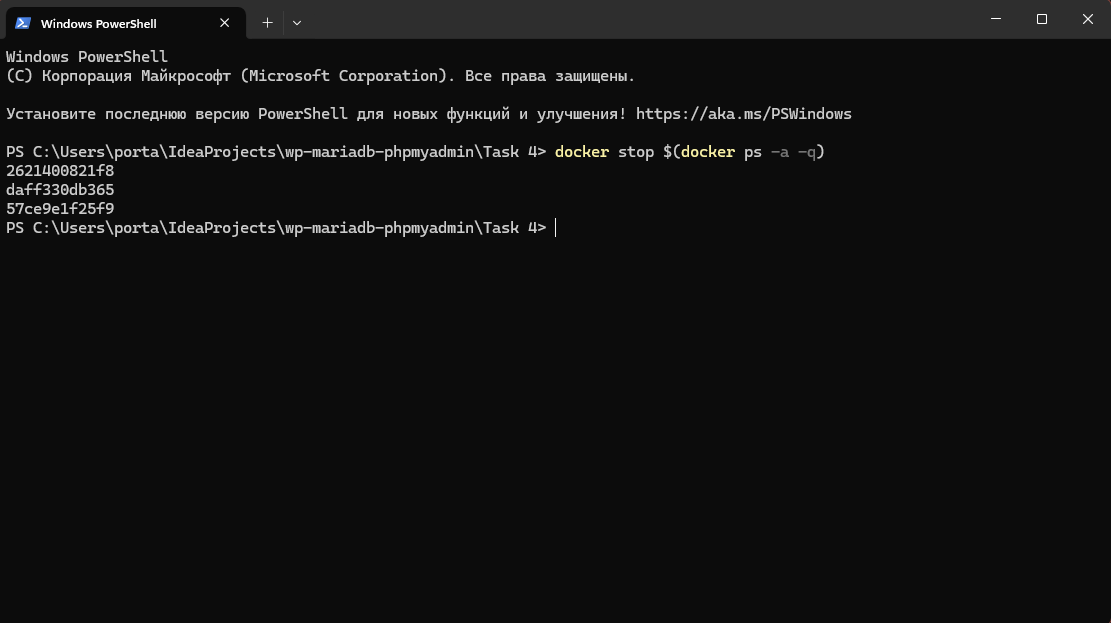 Windows PowerShell
Windows PowerShell
(C) Корпорация Майкрософт (Microsoft Corporation). Все права защищены.
Установите последнюю версию PowerShell для новых функций и улучшения! https://aka.ms/PSWindows
PS C:\Users\porta\IdeaProjects\wp-mariadb-phpmyadmin\Task 4> docker stop $(docker ps -a -q)
2621400821f8
daff330db365
57ce9e1f25f9
PS C:\Users\porta\IdeaProjects\wp-mariadb-phpmyadmin\Task 4>